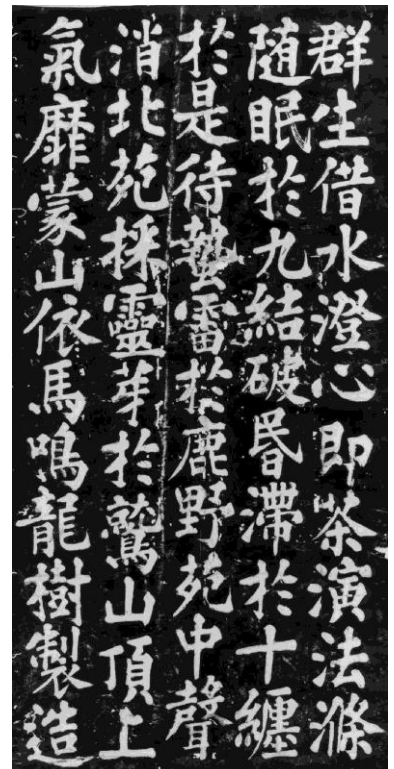 群生借水澄心即茶演法滌
随眠於九結破昬滯於十纏
於是待蟄雷於鹿野苑中聲
消北苑採靈芽於鷲山頂上
氣靡蒙山依馬鳴龍樹製造